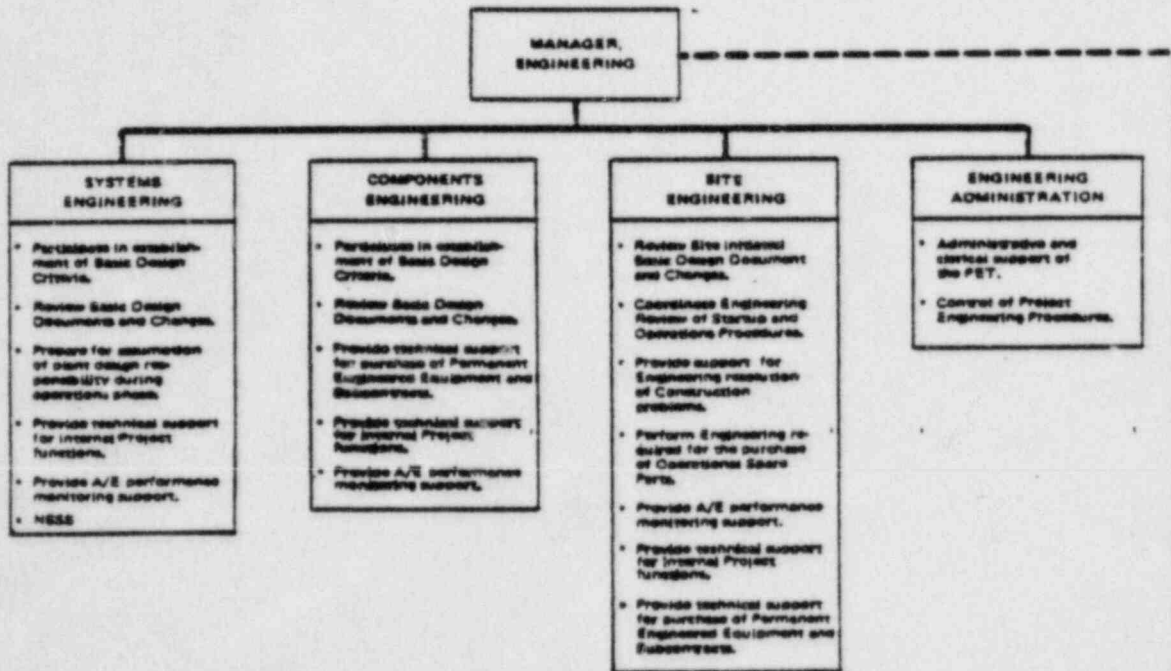 MANAGER,
ENGINEERING
SYSTEMS
ENGINEERING
• Participate in establish-
ment of Basic Design
Criteria.
• Review Basic Design
Documents and Changes.
• Prepare for assumption
of plant design res-
ponsibility during
operations phase.
• Provide technical support
for internal Project
functions.
• Provide A/E performance
monitoring support.
• NSSS
COMPONENTS
ENGINEERING
• Participate in establish-
ment of Basic Design
Criteria.
• Review Basic Design
Documents and Changes.
• Provide technical support
for purchase of Permanent
Engineered Equipment and
Subcontracts.
• Provide technical support
for Internal Project
functions.
• Provide A/E performance
monitoring support.
SITE
ENGINEERING
• Review Site Initiated
Basic Design Document
and Changes.
• Coordinate Engineering
Review of Startup and
Operations Procedures.
• Provide support for
Engineering resolution
of Construction
problems.
• Perform Engineering re-
quired for the purchase
of Operational Spare
Parts.
• Provide A/E performance
monitoring support.
• Provide technical support
for Internal Project
functions.
• Provide technical support
for purchase of Permanent
Engineered Equipment and
Subcontracts.
ENGINEERING
ADMINISTRATION
• Administrative and
clerical support of
the PET.
• Control of Project
Engineering Procedures.